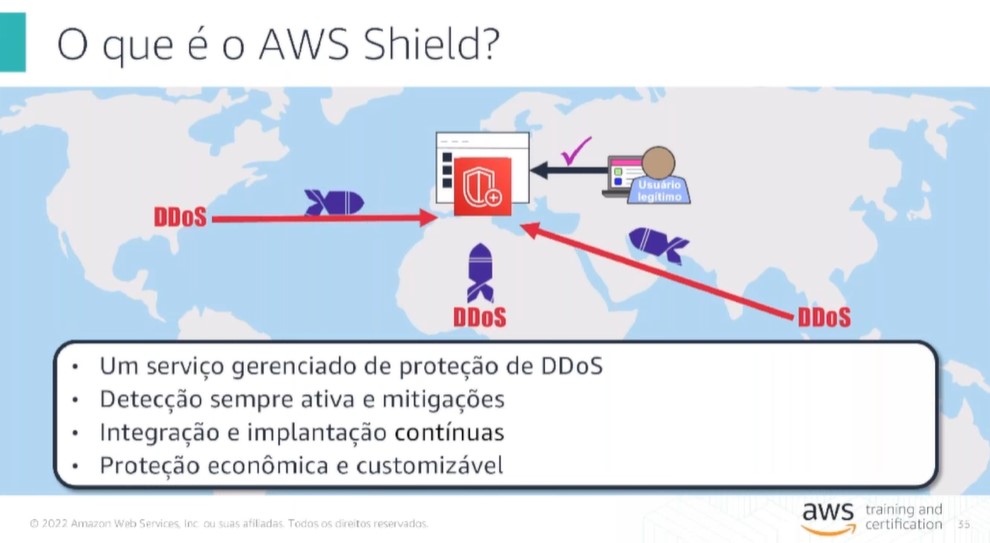 O que é o AWS Shield?
Usuário
legítimo
DDoS
DDoS
DDoS
• Um serviço gerenciado de proteção de DDoS
• Detecção sempre ativa e mitigações
• Integração e implantação contínuas
• Proteção econômica e customizável
© 2022 Amazon Web Services, Inc. ou suas afiliadas. Todos os direitos reservados.
aws training and
certification
35